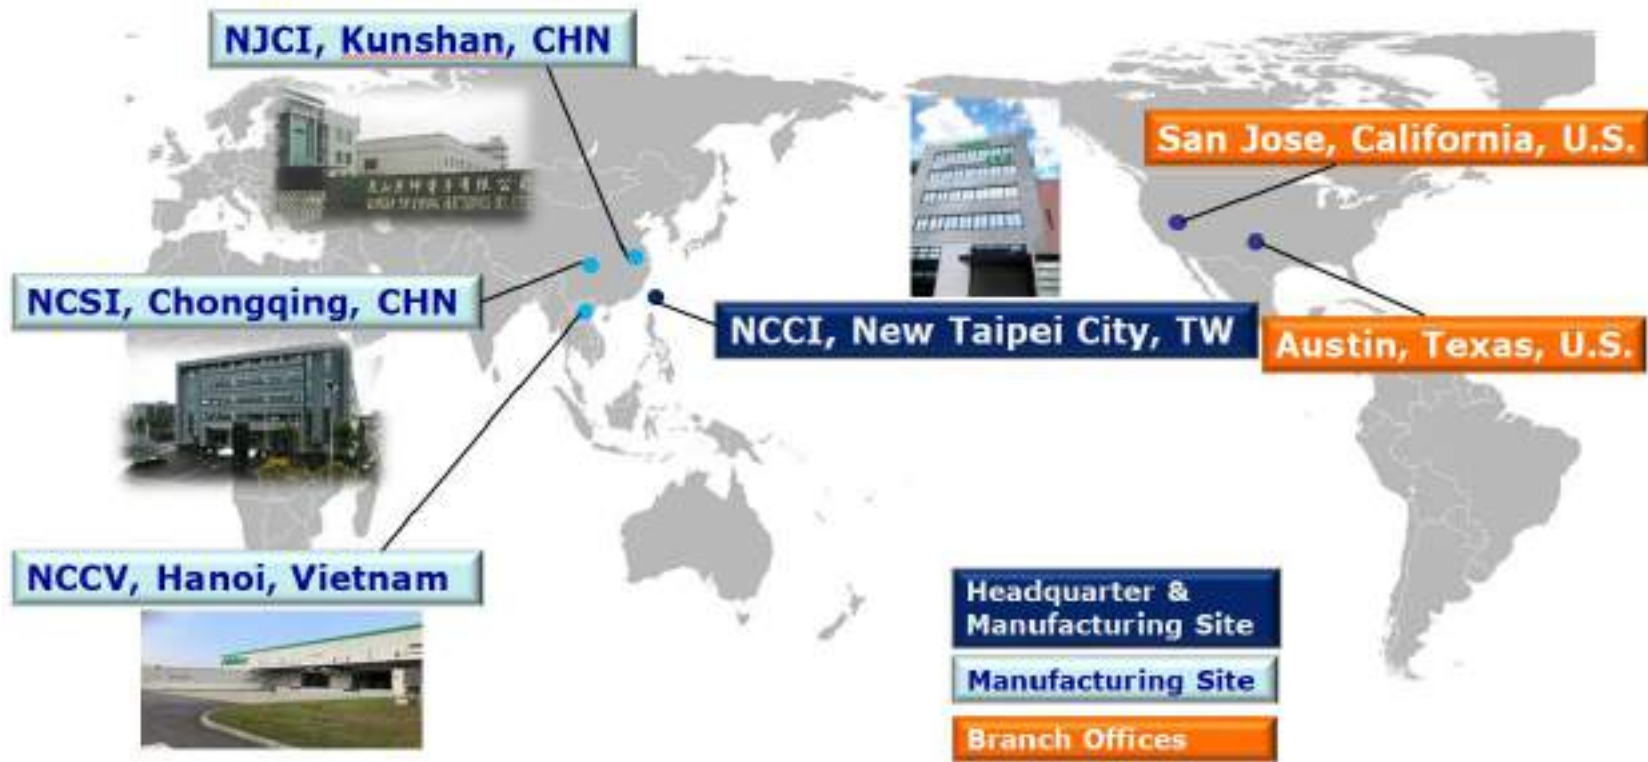 NJCI, Kunshan, CHN
San Jose, California, U.S.
NCSI, Chongqing, CHN
NCCI, New Taipei City, TW
Austin, Texas, U.S.
NCCV, Hanoi, Vietnam
Headquarter &
Manufacturing Site
Manufacturing Site
Branch Offices